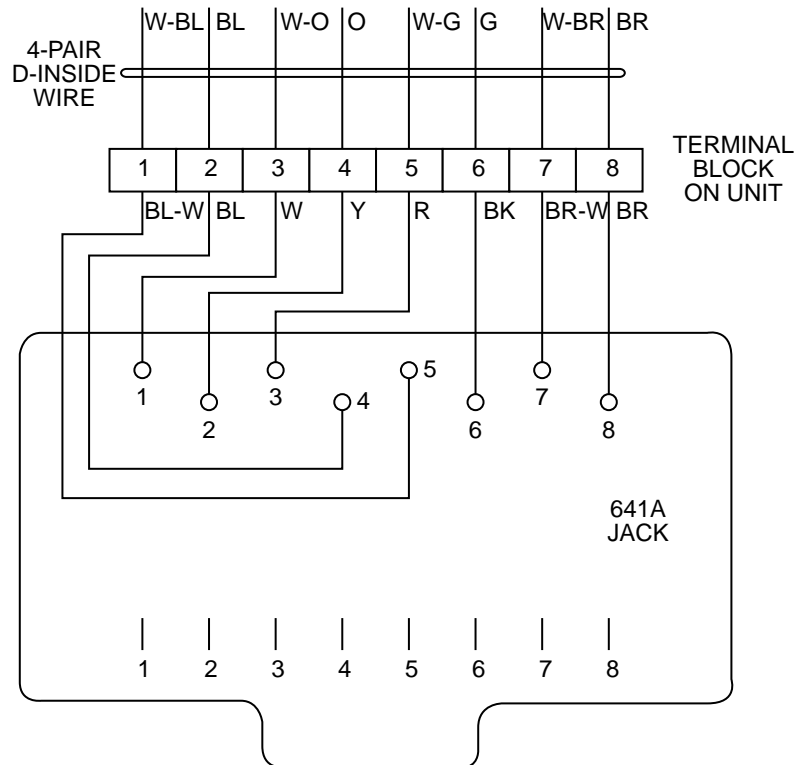 W-BL BL W-O O W-G G W-BR BR
4-PAIR
D-INSIDE
WIRE
1 2 3 4 5 6 7 8
TERMINAL
BLOCK
ON UNIT
BL-W BL W Y R BK BR-W BR
1 2 3 4 5 6 7 8
641A
JACK
1 2 3 4 5 6 7 8